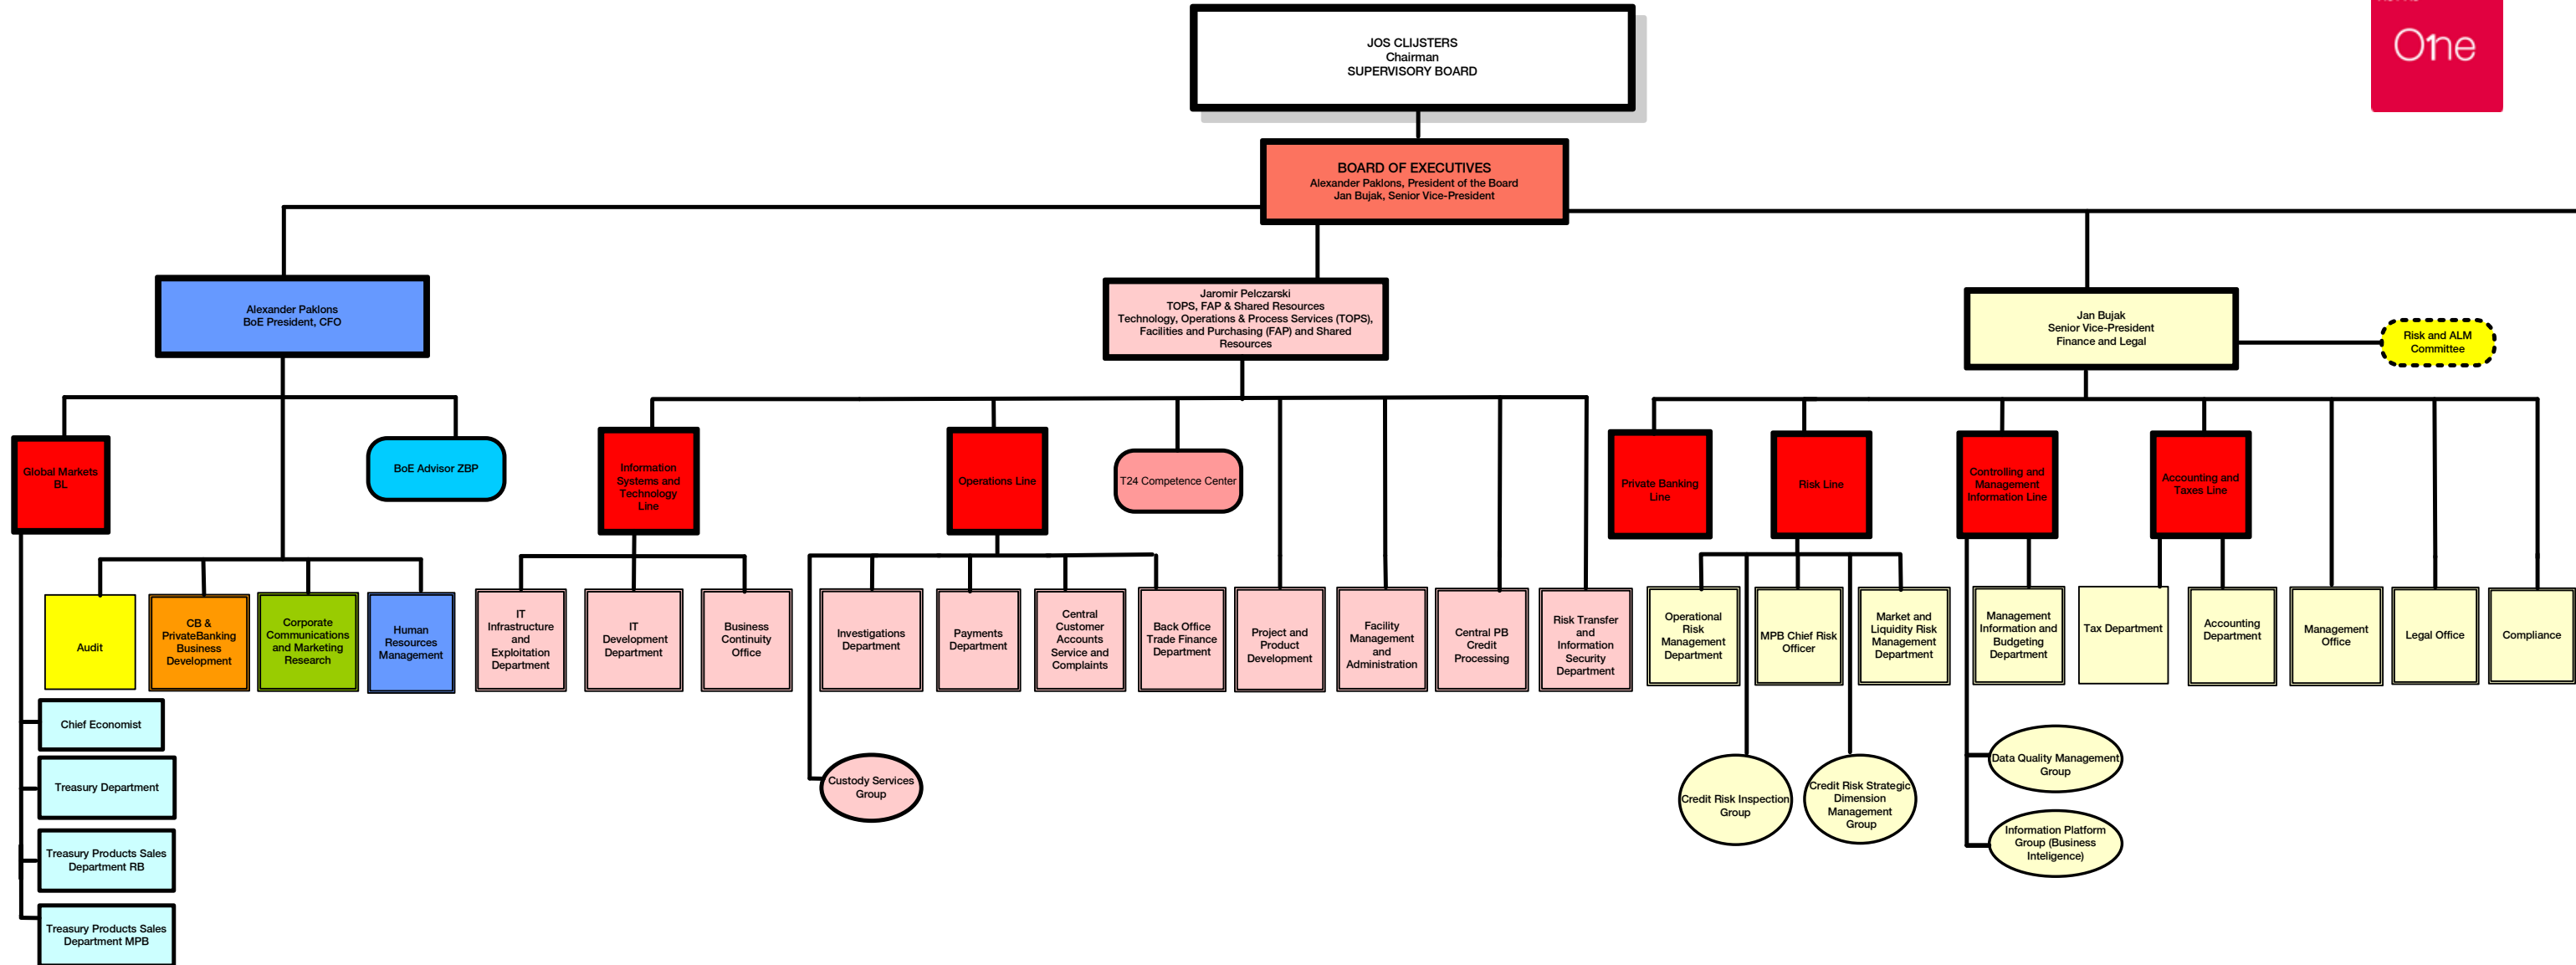 One
JOS CLIJSTERS
Chairman
SUPERVISORY BOARD
BOARD OF EXECUTIVES
Alexander Paklons, President of the Board
Jan Bujak, Senior Vice-President
Alexander Paklons
BoE President, CFO
Jaromir Pelczarski
TOPS, FAP & Shared Resources
Technology, Operations & Process Services (TOPS),
Facilities and Purchasing (FAP) and Shared
Resources
Jan Bujak
Senior Vice-President
Finance and Legal
Risk and ALM
Committee
Global Markets
BL
BoE Advisor ZBP
Information
Systems and
Technology
Line
Operations Line
T24 Competence Center
Private Banking
Line
Risk Line
Controlling and
Management
Information Line
Accounting and
Taxes Line
Audit
CB &
PrivateBanking
Business
Development
Corporate
Communications
and Marketing
Research
Human
Resources
Management
IT
Infrastructure
and
Exploitation
Department
IT
Development
Department
Business
Continuity
Office
Investigations
Department
Payments
Department
Central
Customer
Accounts
Service and
Complaints
Back Office
Trade Finance
Department
Project and
Product
Development
Facility
Management
and
Administration
Central PB
Credit
Processing
Risk Transfer
and
Information
Security
Department
Operational
Risk
Management
Department
MPB Chief Risk
Officer
Market and
Liquidity Risk
Management
Department
Management
Information and
Budgeting
Department
Tax Department
Accounting
Department
Management
Office
Legal Office
Compliance
Chief Economist
Treasury Department
Treasury Products Sales
Department RB
Treasury Products Sales
Department MPB
Custody Services
Group
Credit Risk Inspection
Group
Credit Risk Strategic
Dimension
Management
Group
Data Quality Management
Group
Information Platform
Group (Business
Inteligence)